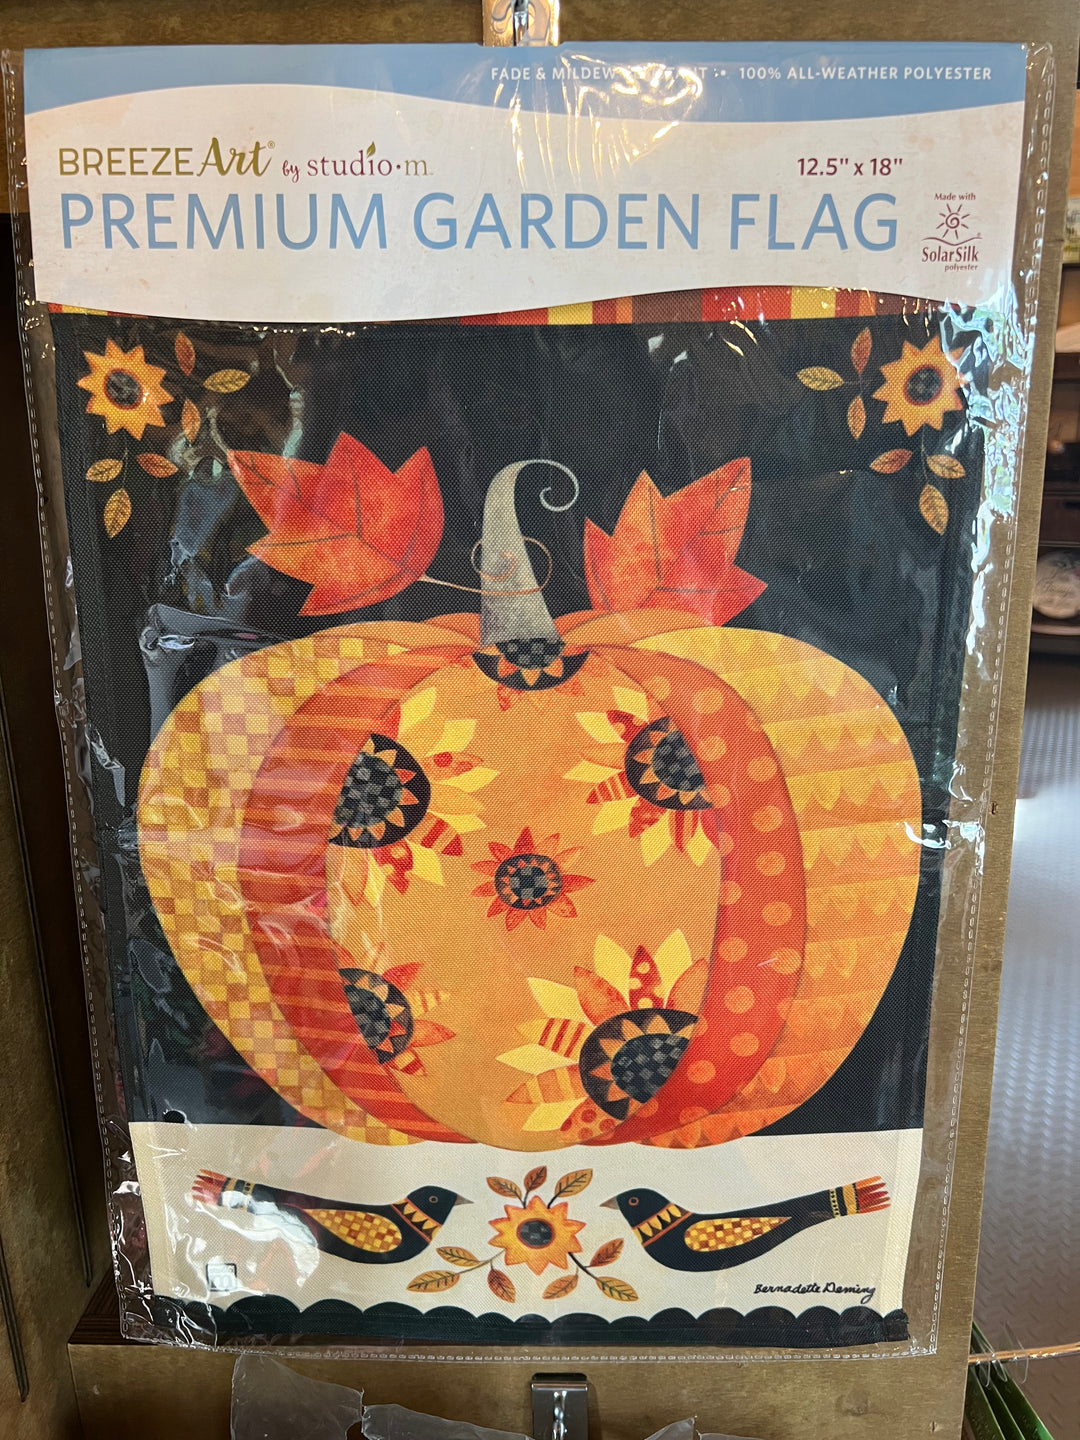 FADE & MILDEW • 100% ALL-WEATHER POLYESTER
BREEZEArt® by studio·m
12.5" x 18"
PREMIUM GARDEN FLAG
Made with
SolarSilk®
polyester
Bernadette Deming